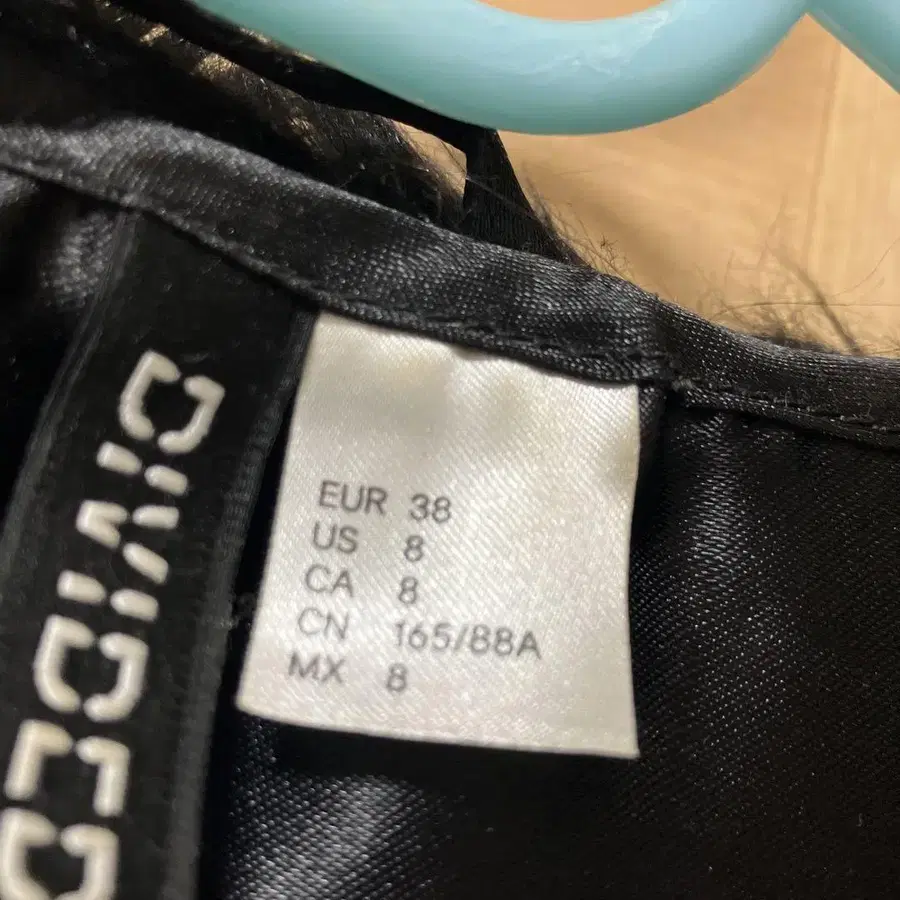 DIVIDED
EUR 38
US 8
CA 8
CN 165/88A
MX 8